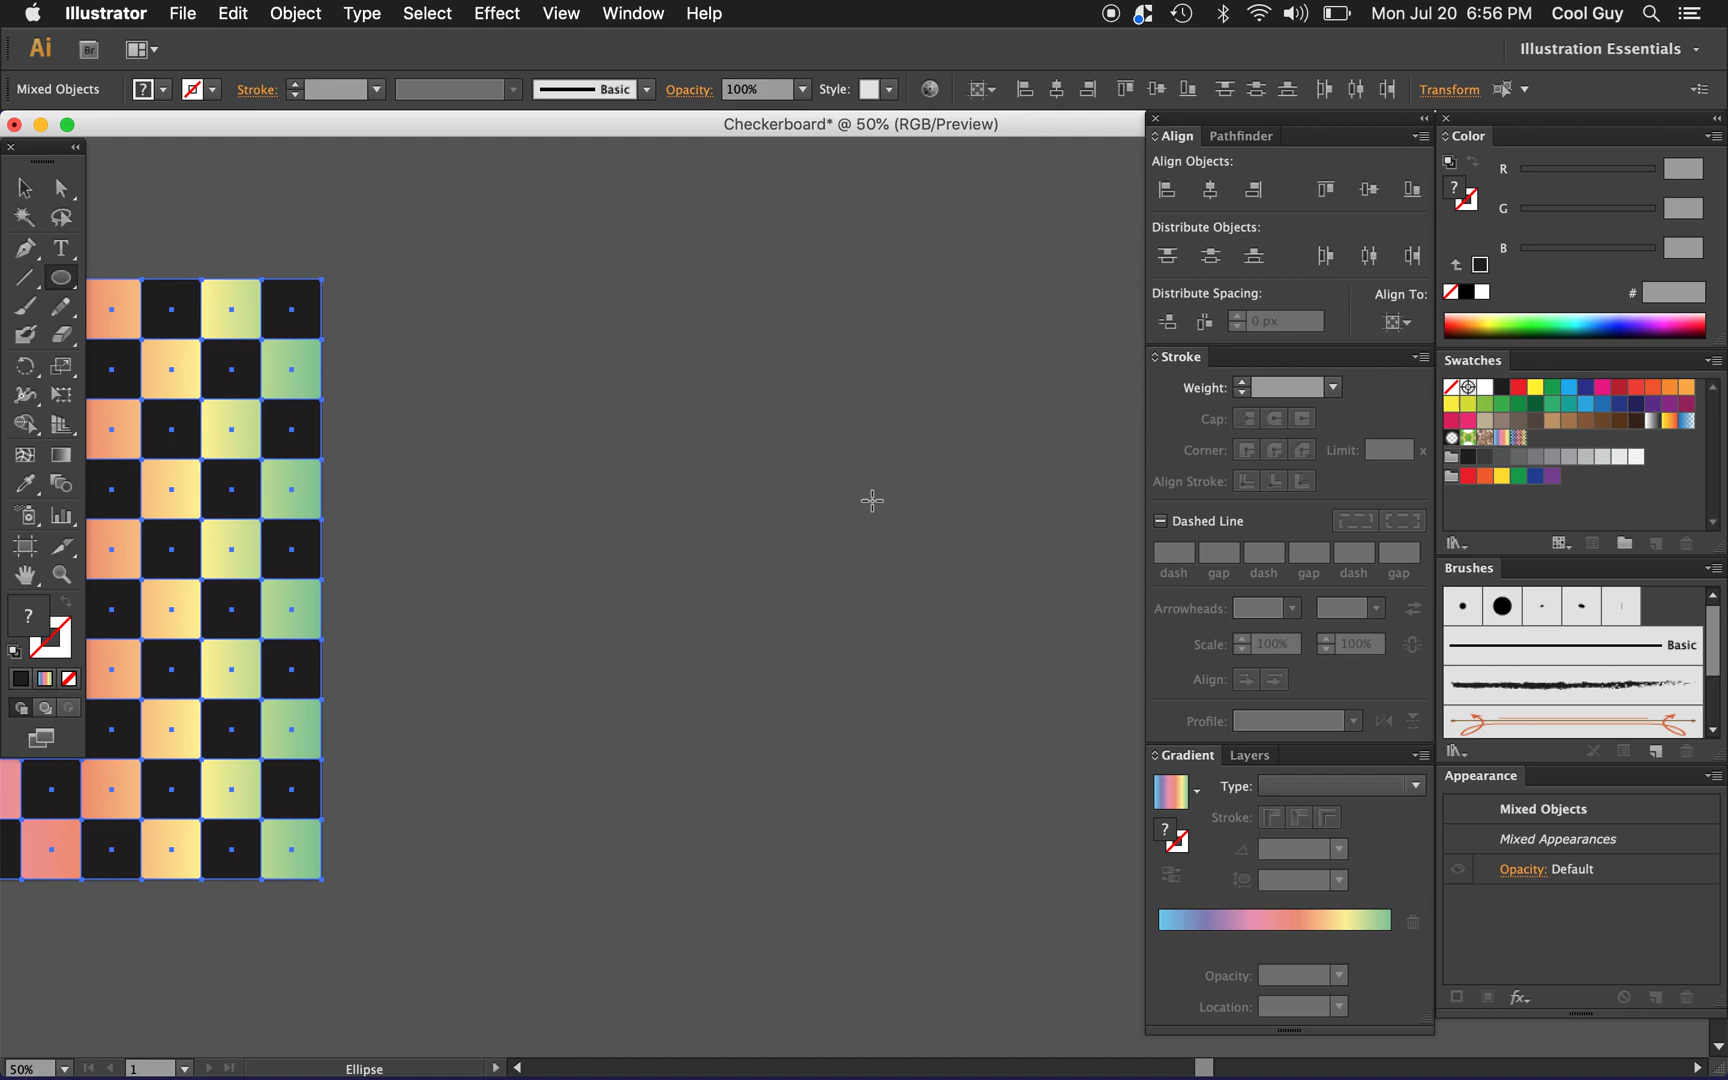 Illustrator File Edit Object Type Select Effect View Window Help Mon Jul 20 6:56 PM Cool Guy
Ai Br Illustration Essentials
Mixed Objects ? Stroke: Basic Opacity: 100% Style: Transform
Checkerboard* @ 50% (RGB/Preview)
Align Pathfinder
Align Objects:
Distribute Objects:
Distribute Spacing: Align To:
0 px
Stroke
Weight:
Cap:
Corner: Limit: x
Align Stroke:
Dashed Line
dash gap dash gap dash gap
Arrowheads:
Scale: 100% 100%
Align:
Profile:
Gradient Layers
Type:
Stroke:
?
Opacity:
Location:
Color
R
?
G
B
#
Swatches
Brushes
Basic
Appearance
Mixed Objects
Mixed Appearances
Opacity: Default
fx
T
?
50% 1 Ellipse